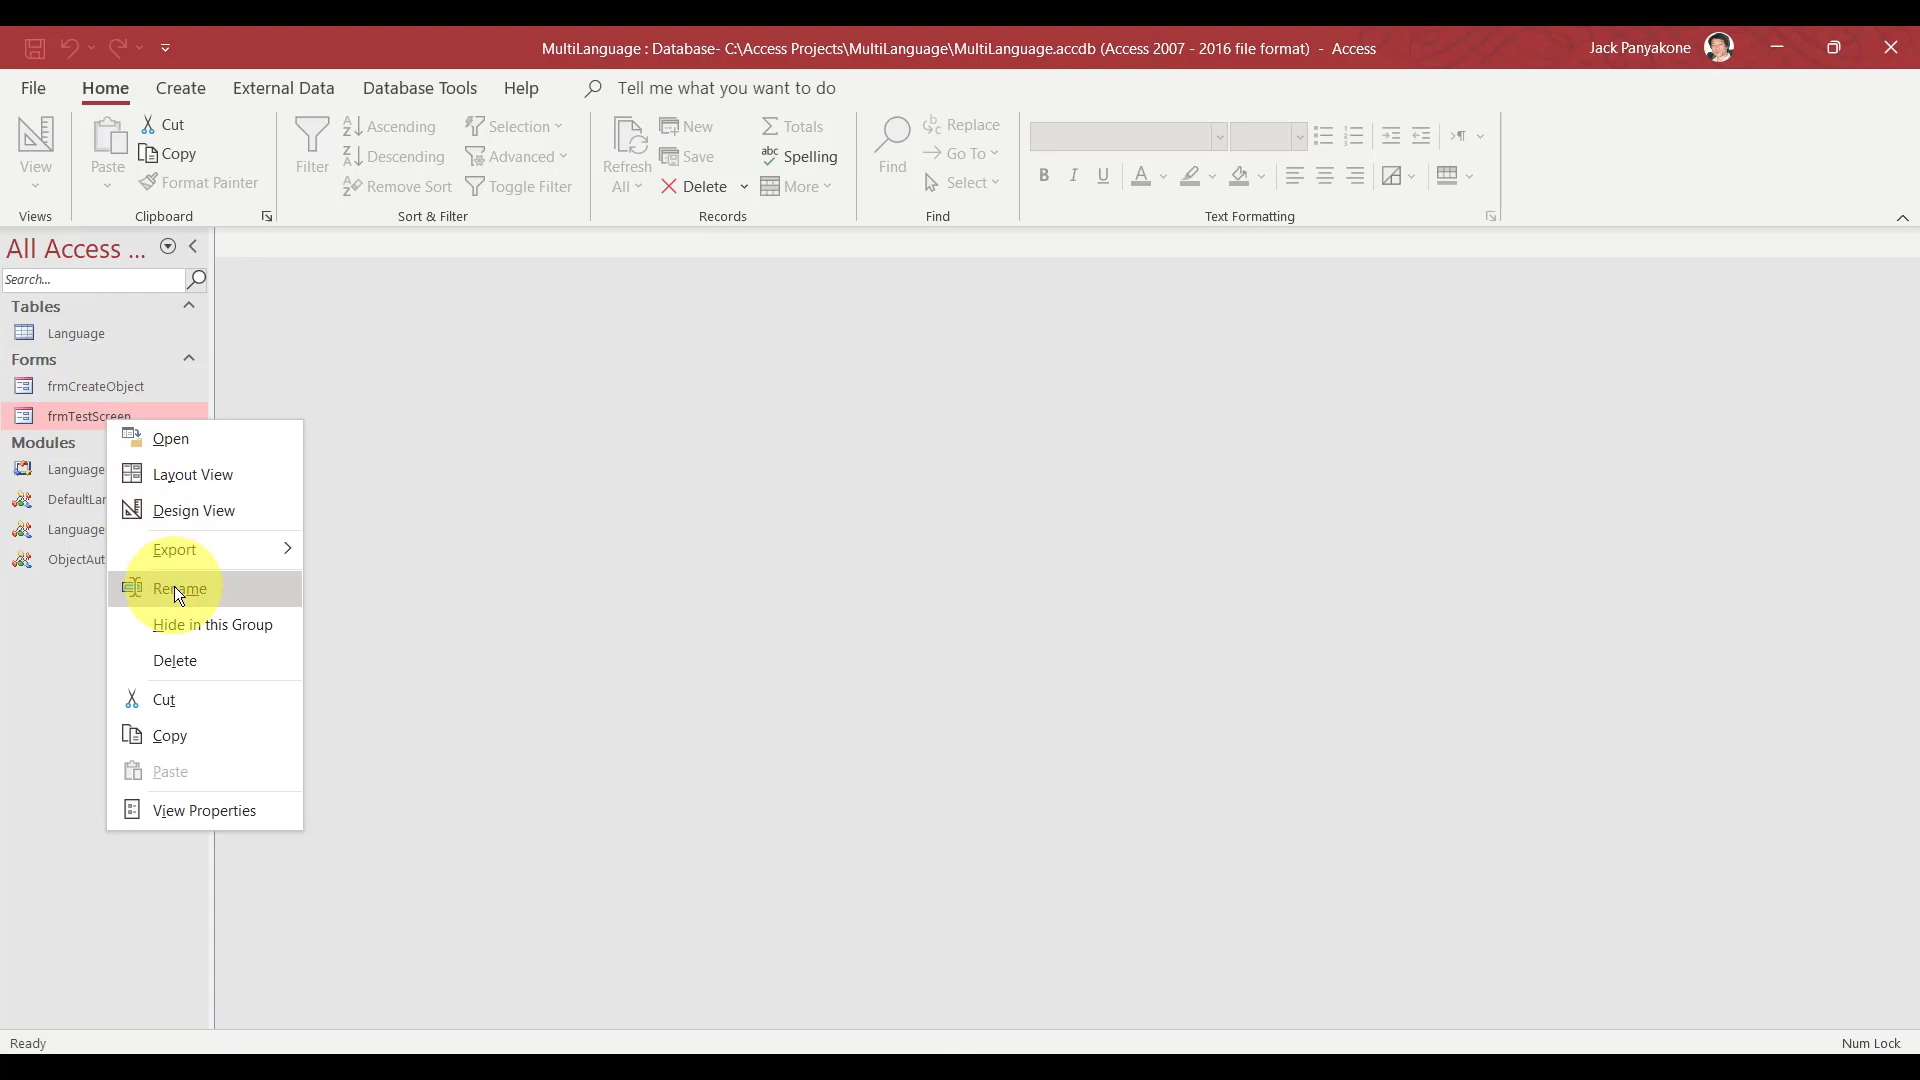 MultiLanguage : Database- C:\Access Projects\MultiLanguage\MultiLanguage.accdb (Access 2007 - 2016 file format) - Access
Jack Panyakone
File Home Create External Data Database Tools Help Tell me what you want to do
View
Views
Paste
Cut
Copy
Format Painter
Clipboard
Filter
Ascending
Descending
Remove Sort
Selection
Advanced
Toggle Filter
Sort & Filter
Refresh
All
New
Save
Delete
Totals
Spelling
More
Records
Find
Replace
Go To
Select
Find
B I U
Text Formatting
All Access ...
Search...
Tables
Language
Forms
frmCreateObject
frmTestScreen
Modules
Language
DefaultLan
Language
ObjectAut
Open
Layout View
Design View
Export
Rename
Hide in this Group
Delete
Cut
Copy
Paste
View Properties
Ready
Num Lock